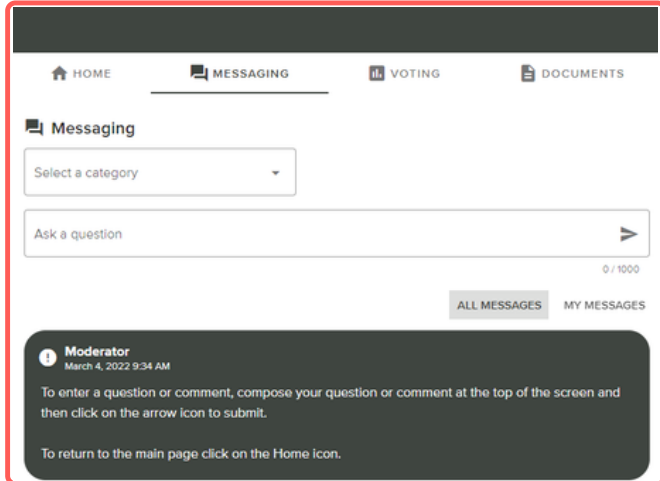 HOME MESSAGING VOTING DOCUMENTS
Messaging
Select a category
Ask a question
0 / 1000
ALL MESSAGES MY MESSAGES
Moderator
March 4, 2022 9:34 AM
To enter a question or comment, compose your question or comment at the top of the screen and
then click on the arrow icon to submit.
To return to the main page click on the Home icon.